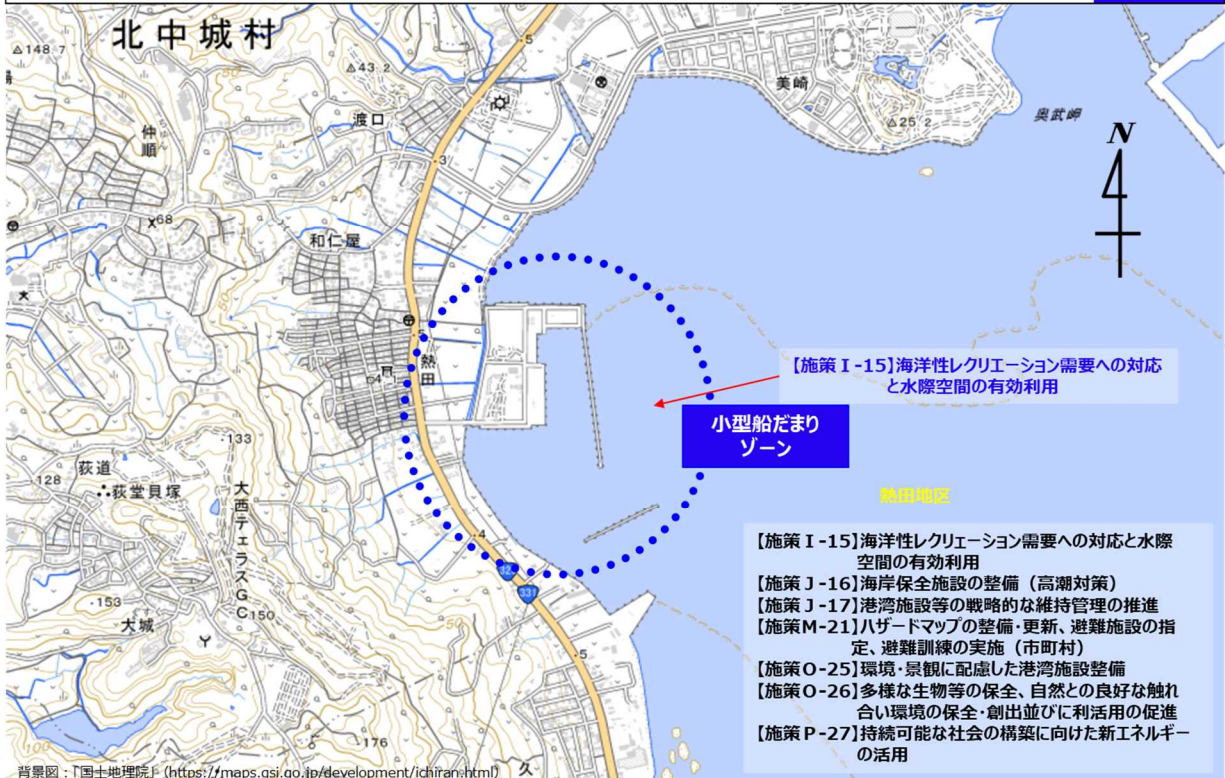 北中城村
148.7
43.2
渡口
5
美崎
25.2
奥武岬
N
仲順
3
68
和仁屋
5
熱田
【施策Ⅰ-15】海洋性レクリエーション需要への対応
と水際空間の有効利用
小型船だまり
ゾーン
133
荻道
128
荻堂貝塚
大西テラスGC
熱田地区
4
331
153
大城
150
【施策Ⅰ-15】海洋性レクリェーション需要への対応と水際
空間の有効利用
【施策J-16】海岸保全施設の整備（高潮対策）
【施策J-17】港湾施設等の戦略的な維持管理の推進
【施策M-21】ハザードマップの整備・更新、避難施設の指
定、避難訓練の実施（市町村）
【施策O-25】環境・景観に配慮した港湾施設整備
【施策O-26】多様な生物等の保全、自然との良好な触れ
合い環境の保全・創出並びに利活用の促進
【施策P-27】持続可能な社会の構築に向けた新エネルギー
の活用
5
176
100
久
背景図：「国土地理院」（https://maps.gsi.go.jp/development/ichiran.html）